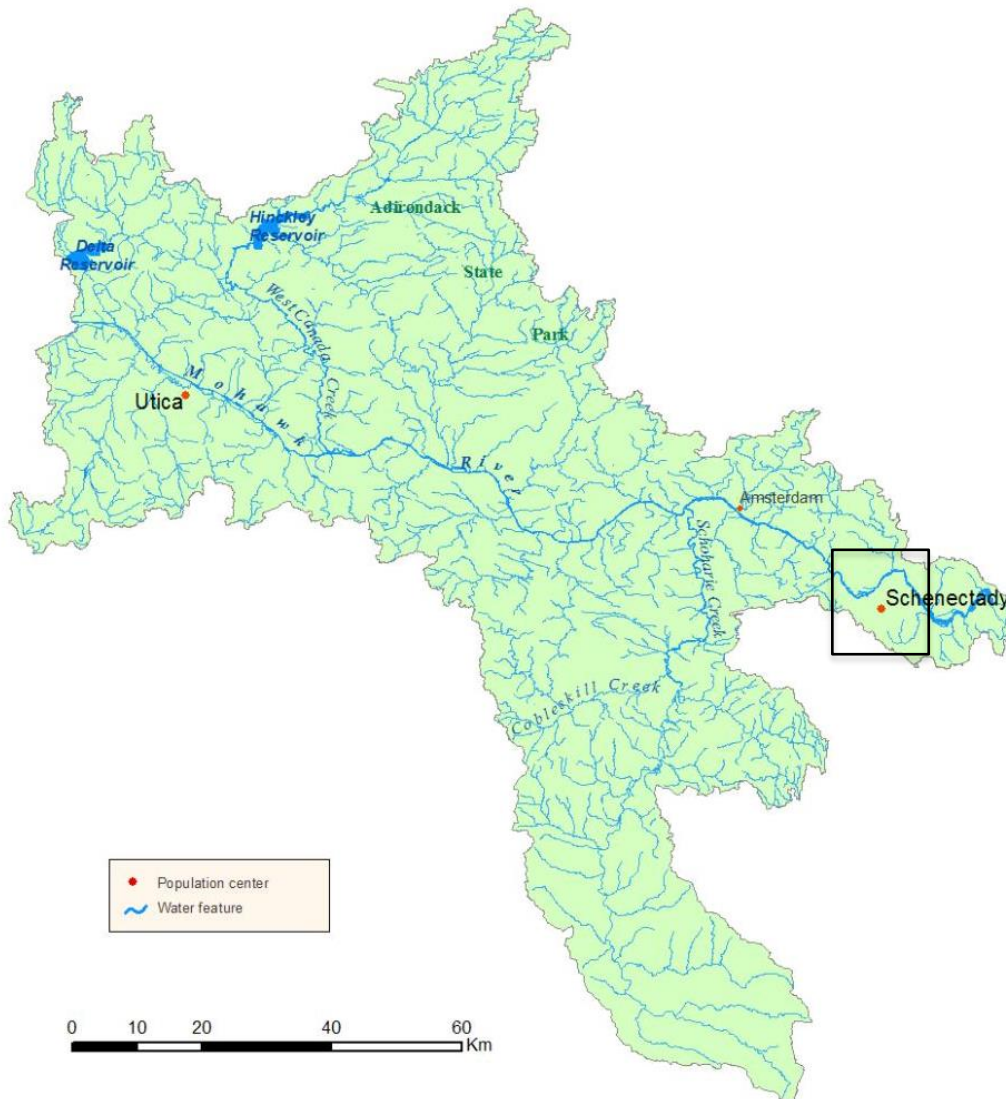 Adirondack
Hinckley
Reservoir
Delta
Reservoir
State
West Canada Creek
Park
Mohawk
Utica
River
Amsterdam
Schoharie Creek
Schenectady
Cobleskill Creek
Population center
Water feature
0 10 20 40 60
Km